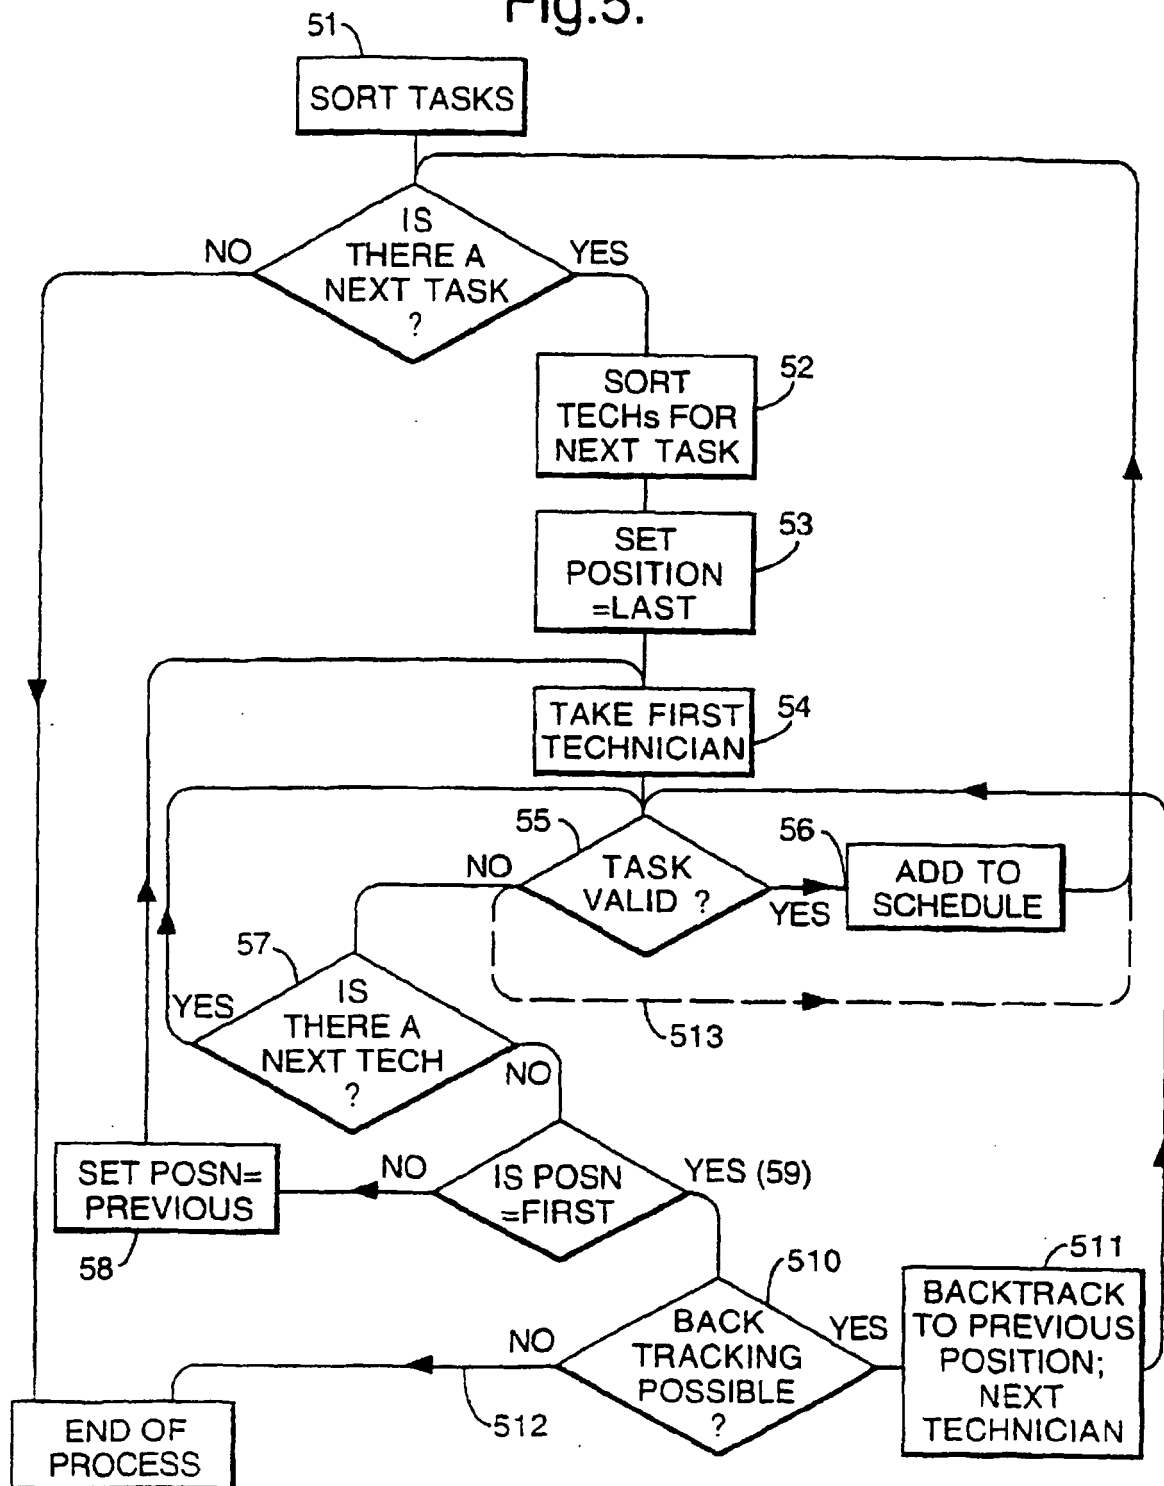 Fig.5.
51
SORT TASKS
IS
THERE A
NEXT TASK
?
NO
YES
52
SORT
TECHs FOR
NEXT TASK
53
SET
POSITION
=LAST
54
TAKE FIRST
TECHNICIAN
55
TASK
VALID ?
NO
YES
56
ADD TO
SCHEDULE
513
57
IS
THERE A
NEXT TECH
?
YES
NO
SET POSN=
PREVIOUS
58
NO
IS POSN
=FIRST
YES (59)
510
BACK
TRACKING
POSSIBLE
?
NO
YES
511
BACKTRACK
TO PREVIOUS
POSITION;
NEXT
TECHNICIAN
512
END OF
PROCESS